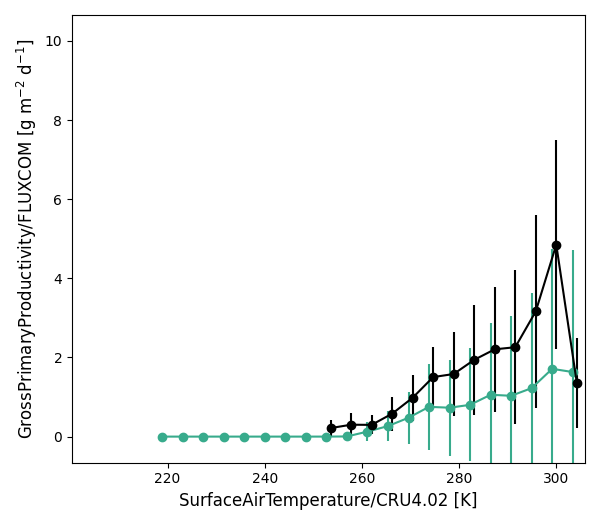 GrossPrimaryProductivity/FLUXCOM [g m⁻² d⁻¹]
10
8
6
4
2
0
220 240 260 280 300
SurfaceAirTemperature/CRU4.02 [K]